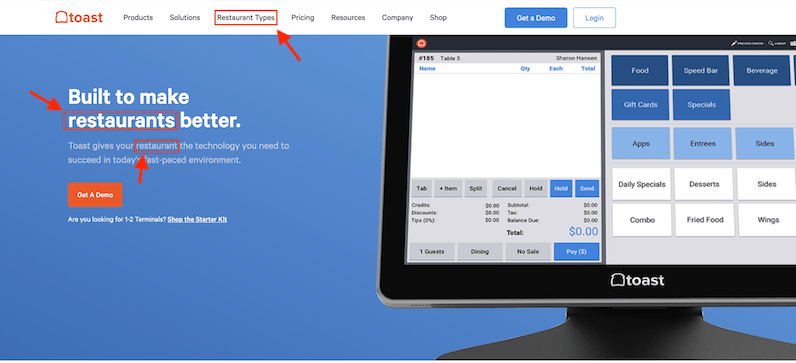 toast
Products
Solutions
Restaurant Types
Pricing
Resources
Company
Shop
Get a Demo
Login
Built to make
restaurants better.
Toast gives your restaurant the technology you need to
succeed in today's fast-paced environment.
Get A Demo
Are you looking for 1-2 Terminals? Shop the Starter Kit
#185 Table 5 Sharon Hansen
Name Qty Each Total
Tab + Item Split Cancel Hold Hold Send
Credits: $0.00 Subtotal: $0.00
Discounts: $0.00 Tax: $0.00
Tips (0%): $0.00 Balance Due: $0.00
Total: $0.00
1 Guests Dining No Sale Pay ($)
Food Speed Bar Beverage
Gift Cards Specials
Apps Entrees Sides
Daily Specials Desserts Sides
Combo Fried Food Wings
toast